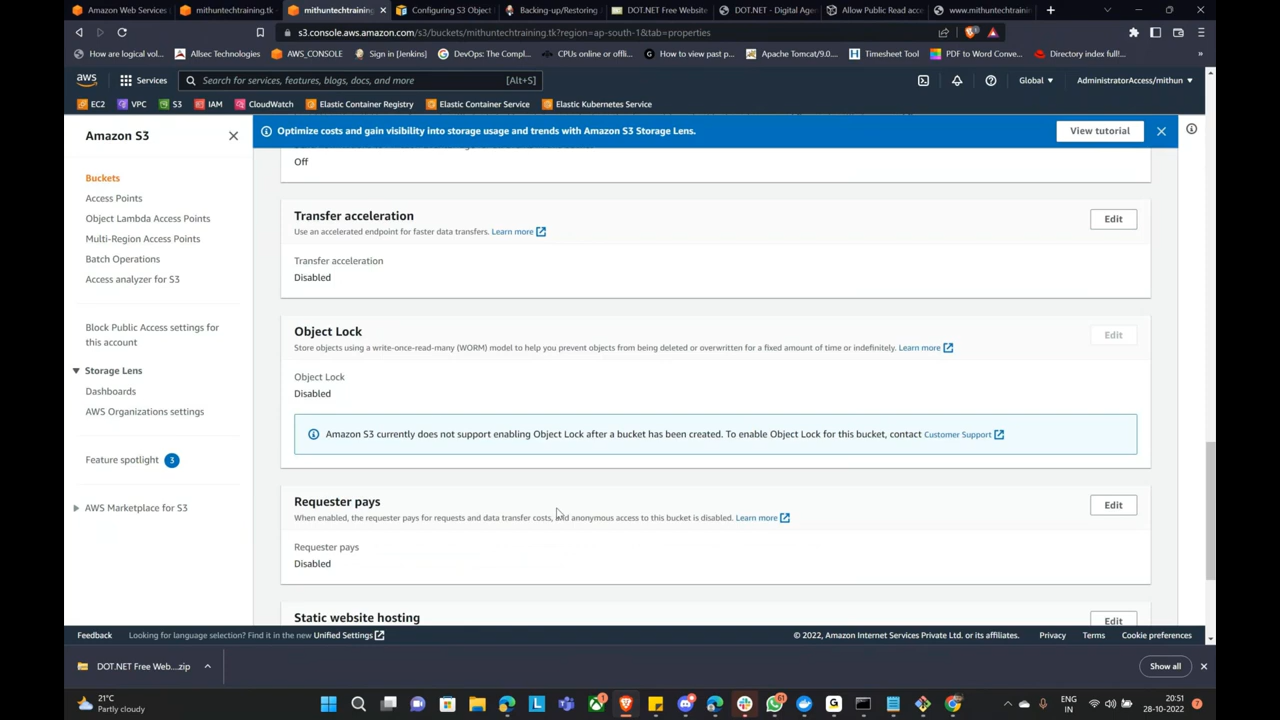 Amazon Web Services
mithuntechtraining.tk
mithuntechtraining
Configuring S3 Object
Backing-up/Restoring
DOT.NET Free Website
DOT.NET - Digital Agen
Allow Public Read acce
www.mithuntechtrainin
s3.console.aws.amazon.com/s3/buckets/mithuntechtraining.tk?region=ap-south-1&tab=properties
How are logical vol...
Allsec Technologies
AWS_CONSOLE
Sign in [Jenkins]
DevOps: The Compl...
CPUs online or offlin...
How to view past p...
Apache Tomcat/9.0....
Timesheet Tool
PDF to Word Conve...
Directory index full!...
aws
Services
Search for services, features, blogs, docs, and more
[Alt+S]
Global
AdministratorAccess/mithun
EC2
VPC
S3
IAM
CloudWatch
Elastic Container Registry
Elastic Container Service
Elastic Kubernetes Service
Amazon S3
Optimize costs and gain visibility into storage usage and trends with Amazon S3 Storage Lens.
View tutorial
Off
Buckets
Access Points
Object Lambda Access Points
Multi-Region Access Points
Batch Operations
Access analyzer for S3
Block Public Access settings for
this account
Storage Lens
Dashboards
AWS Organizations settings
Feature spotlight 3
AWS Marketplace for S3
Transfer acceleration
Edit
Use an accelerated endpoint for faster data transfers. Learn more
Transfer acceleration
Disabled
Object Lock
Edit
Store objects using a write-once-read-many (WORM) model to help you prevent objects from being deleted or overwritten for a fixed amount of time or indefinitely. Learn more
Object Lock
Disabled
Amazon S3 currently does not support enabling Object Lock after a bucket has been created. To enable Object Lock for this bucket, contact Customer Support
Requester pays
Edit
When enabled, the requester pays for requests and data transfer costs, and anonymous access to this bucket is disabled. Learn more
Requester pays
Disabled
Static website hosting
Edit
Feedback
Looking for language selection? Find it in the new Unified Settings
© 2022, Amazon Internet Services Private Ltd. or its affiliates.
Privacy
Terms
Cookie preferences
DOT.NET Free Web....zip
Show all
21°C
Partly cloudy
61
ENG
IN
20:51
28-10-2022